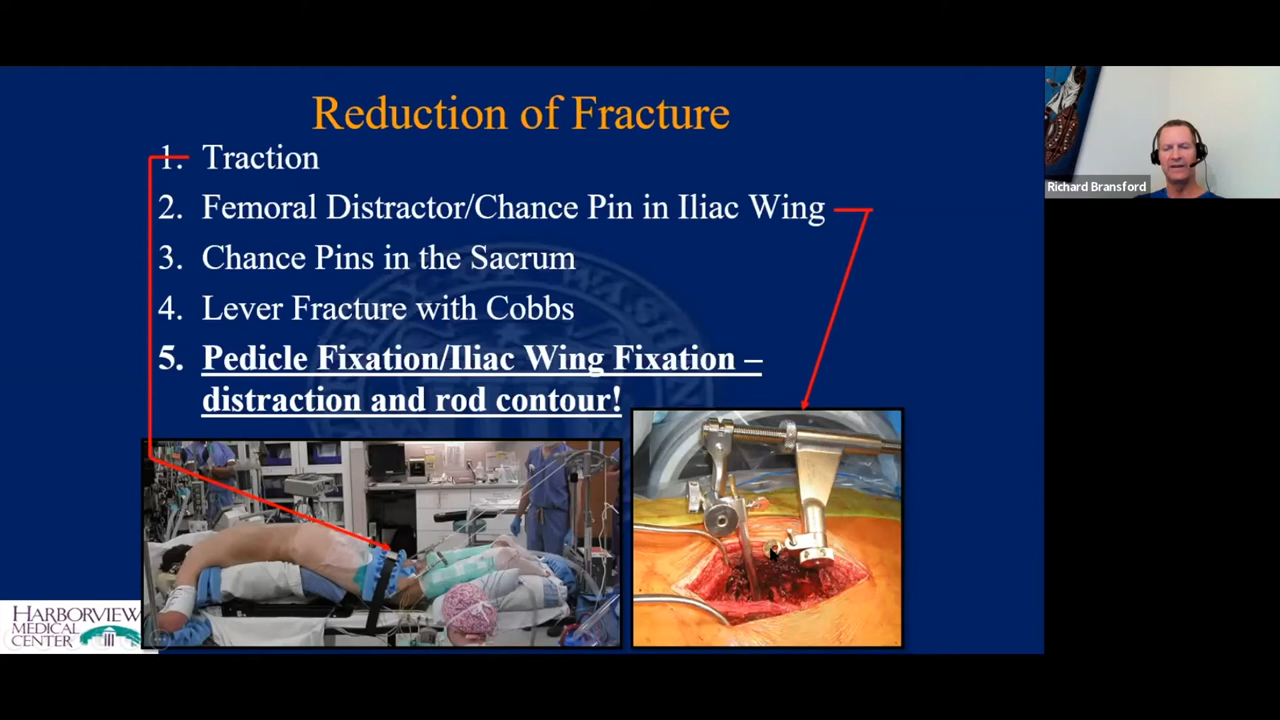 Reduction of Fracture
1. Traction
2. Femoral Distractor/Chance Pin in Iliac Wing
3. Chance Pins in the Sacrum
4. Lever Fracture with Cobbs
5. Pedicle Fixation/Iliac Wing Fixation –
distraction and rod contour!
Richard Bransford
HARBORVIEW
MEDICAL
CENTER